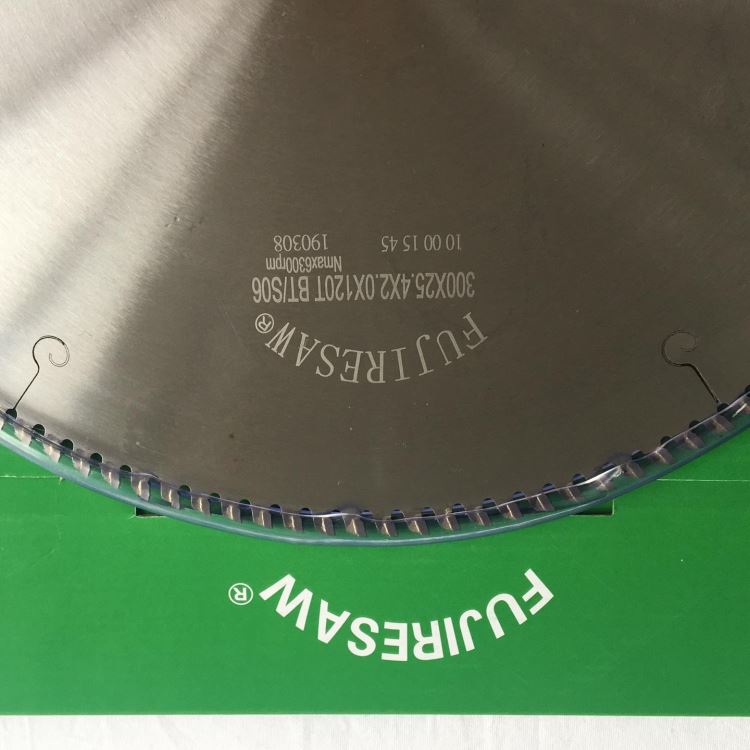 FUJIRESAW®
FUJIRESAW®
300X25.4X2.0X120T BT/S06
Nmax6300rpm
10 00 15 45 190308